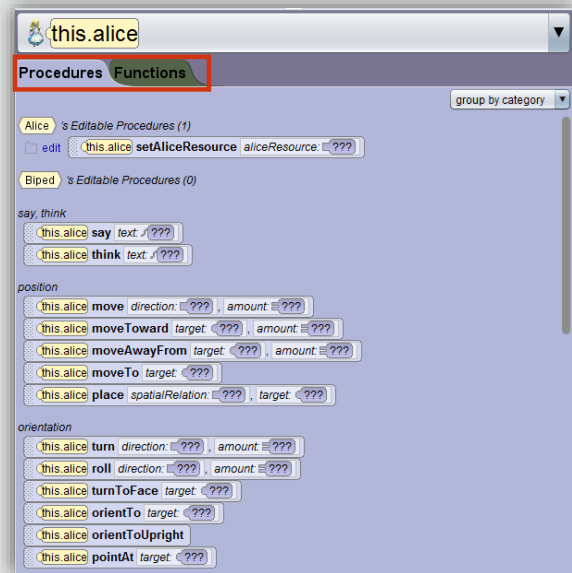 this.alice
Procedures Functions
group by category
Alice 's Editable Procedures (1)
edit this.alice setAliceResource aliceResource: ???
Biped 's Editable Procedures (0)
say, think
this.alice say text: ???
this.alice think text: ???
position
this.alice move direction: ??? , amount: ???
this.alice moveToward target: ??? , amount: ???
this.alice moveAwayFrom target: ??? , amount: ???
this.alice moveTo target: ???
this.alice place spatialRelation: ??? , target: ???
orientation
this.alice turn direction: ??? , amount: ???
this.alice roll direction: ??? , amount: ???
this.alice turnToFace target: ???
this.alice orientTo target: ???
this.alice orientToUpright
this.alice pointAt target: ???